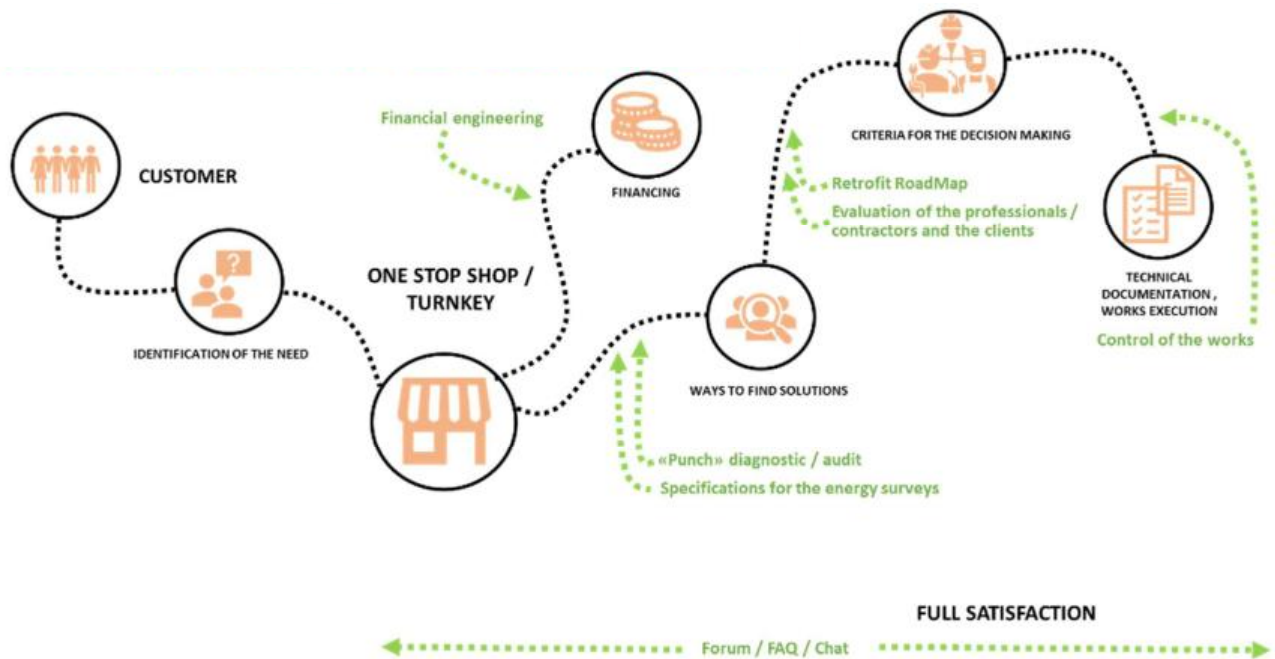 CUSTOMER
IDENTIFICATION OF THE NEED
ONE STOP SHOP /
TURNKEY
Financial engineering
FINANCING
WAYS TO FIND SOLUTIONS
«Punch» diagnostic / audit
Specifications for the energy surveys
CRITERIA FOR THE DECISION MAKING
Retrofit RoadMap
Evaluation of the professionals /
contractors and the clients
TECHNICAL
DOCUMENTATION ,
WORKS EXECUTION
Control of the works
FULL SATISFACTION
Forum / FAQ / Chat